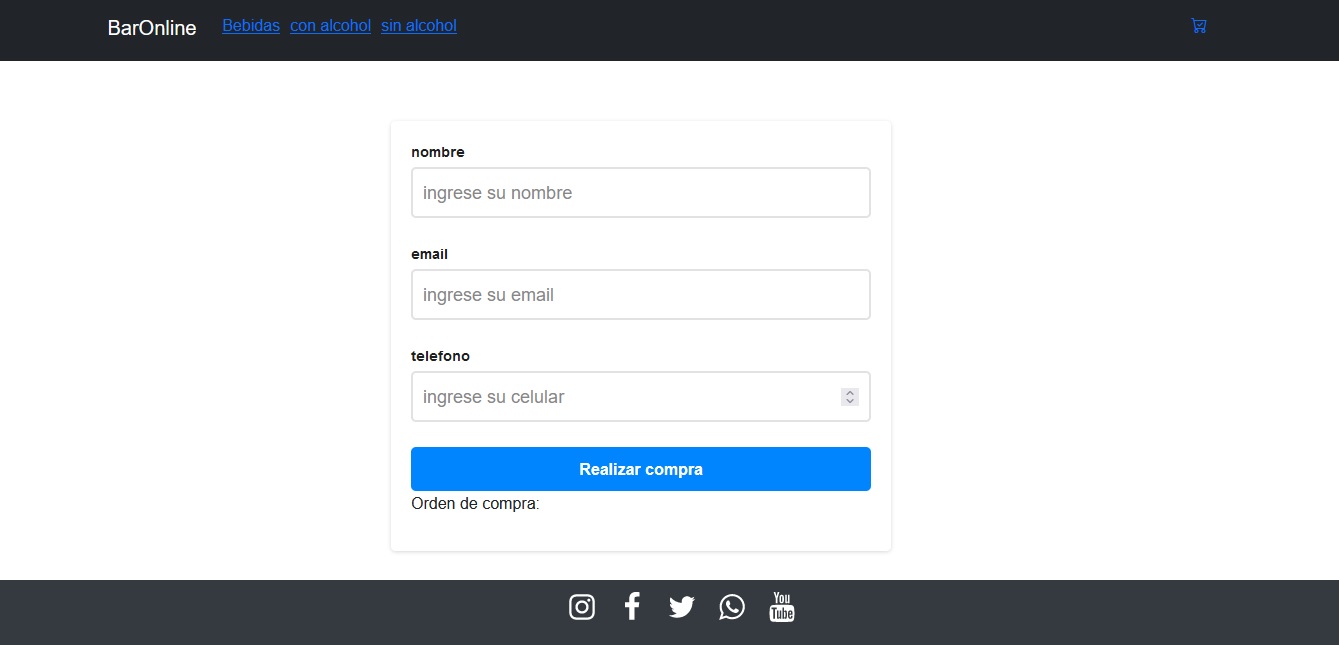 BarOnline Bebidas con alcohol sin alcohol
nombre
ingrese su nombre
email
ingrese su email
telefono
ingrese su celular
Realizar compra
Orden de compra:
You
Tube